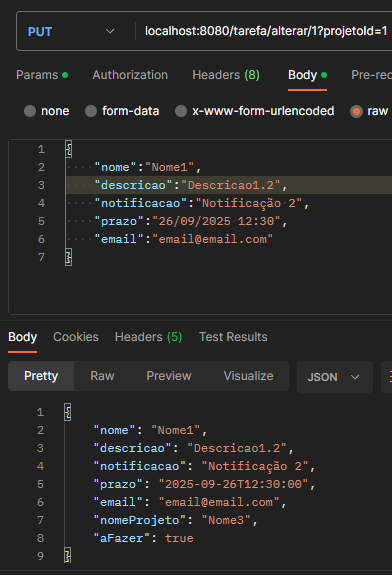 PUT localhost:8080/tarefa/alterar/1?projetoId=1
Params Authorization Headers (8) Body Pre-req
none form-data x-www-form-urlencoded raw
1 {
2 "nome":"Nome1",
3 "descricao":"Descricao1.2",
4 "notificacao":"Notificação 2",
5 "prazo":"26/09/2025 12:30",
6 "email":"email@email.com"
7 }
Body Cookies Headers (5) Test Results
Pretty Raw Preview Visualize JSON
1 {
2 "nome": "Nome1",
3 "descricao": "Descricao1.2",
4 "notificacao": "Notificação 2",
5 "prazo": "2025-09-26T12:30:00",
6 "email": "email@email.com",
7 "nomeProjeto": "Nome3",
8 "aFazer": true
9 }